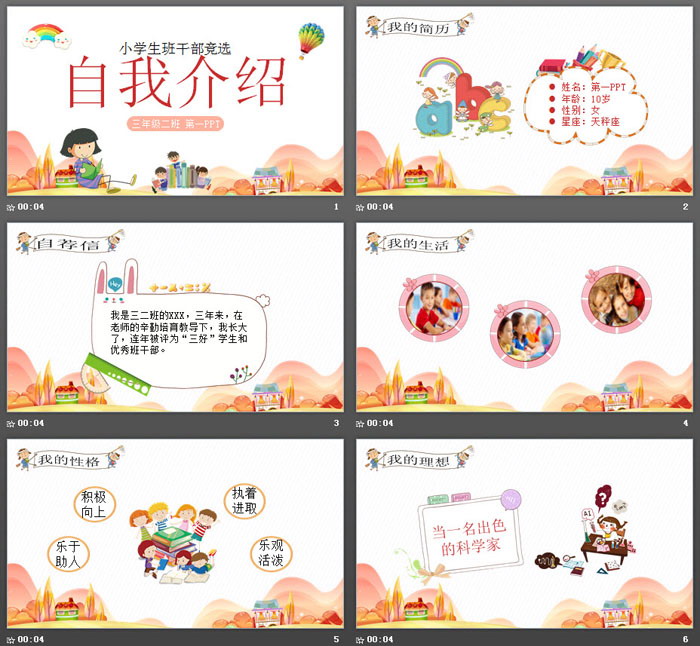 小学生班干部竞选
自我介绍
三年级二班 第一PPT
00:04
1
我的简历
abc
姓名：第一PPT
年龄：10岁
性别：女
星座：天秤座
00:04
2
自荐信
Hey
我是三二班的XXX，三年来，在
老师的辛勤培育教导下，我长大
了，连年被评为“三好”学生和
优秀班干部。
00:04
3
我的生活
00:04
4
我的性格
积极
向上
执着
进取
乐于
助人
乐观
活泼
00:04
5
我的理想
当一名出色
的科学家
?
00:04
6